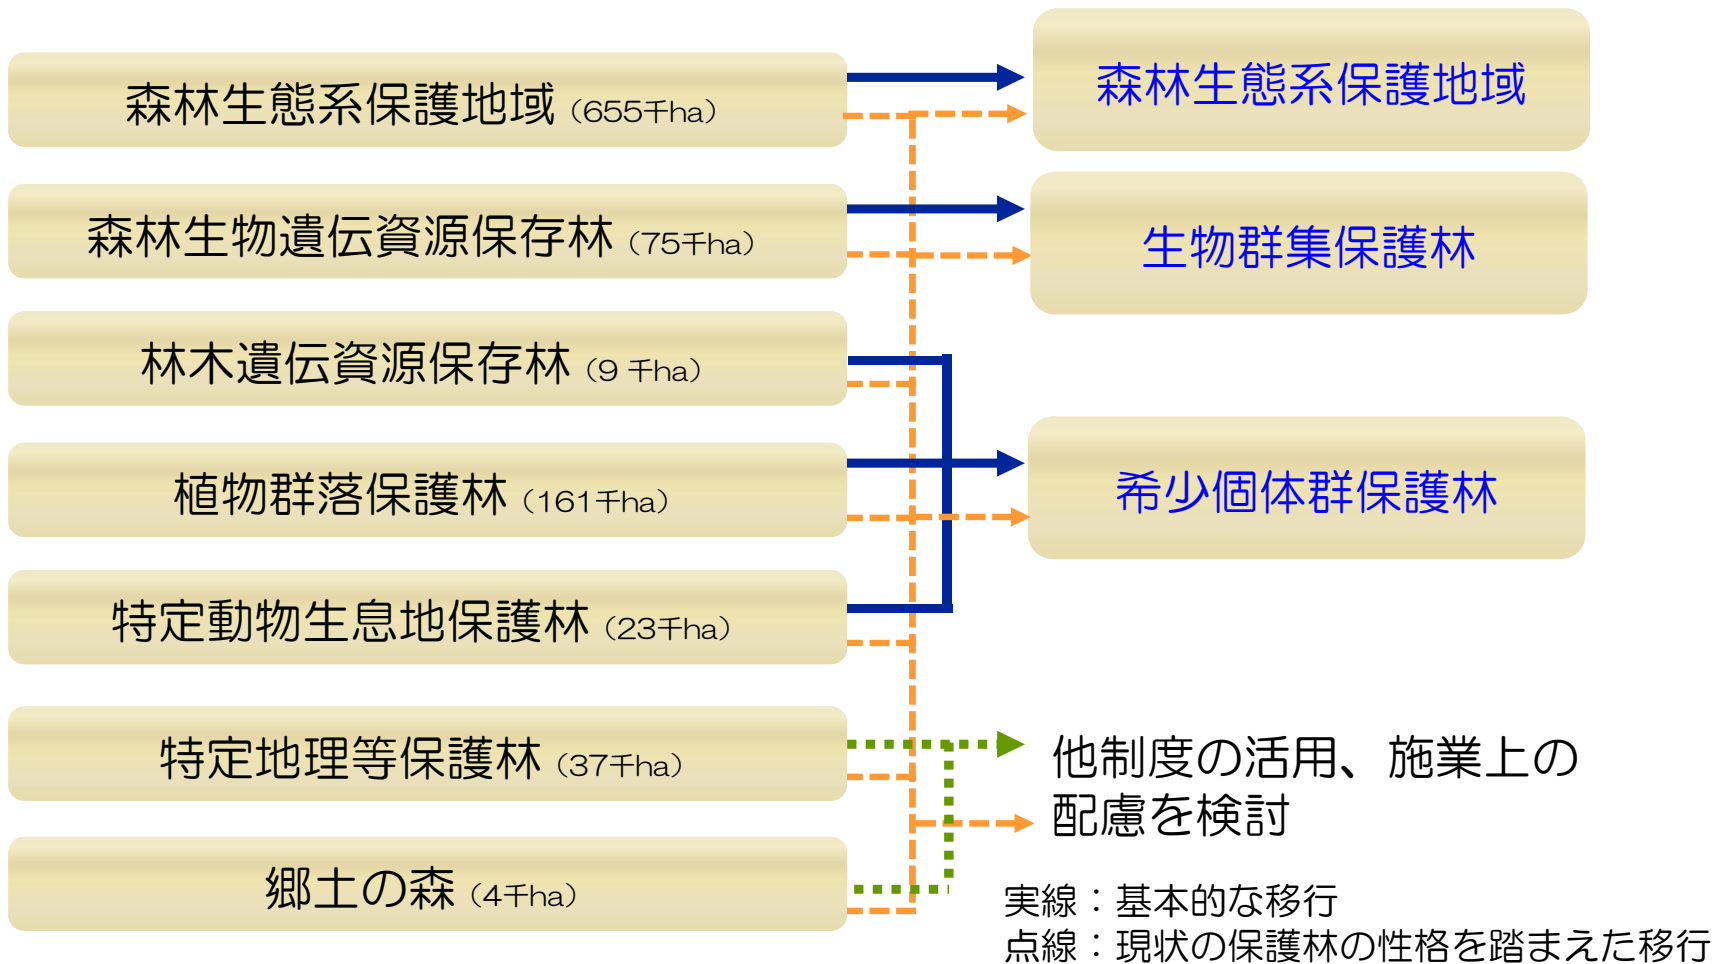 森林生態系保護地域（655千ha）
森林生物遺伝資源保存林（75千ha）
林木遺伝資源保存林（9 千ha）
植物群落保護林（161千ha）
特定動物生息地保護林（23千ha）
特定地理等保護林（37千ha）
郷土の森（4千ha）
森林生態系保護地域
生物群集保護林
希少個体群保護林
他制度の活用、施業上の
配慮を検討
実線：基本的な移行
点線：現状の保護林の性格を踏まえた移行